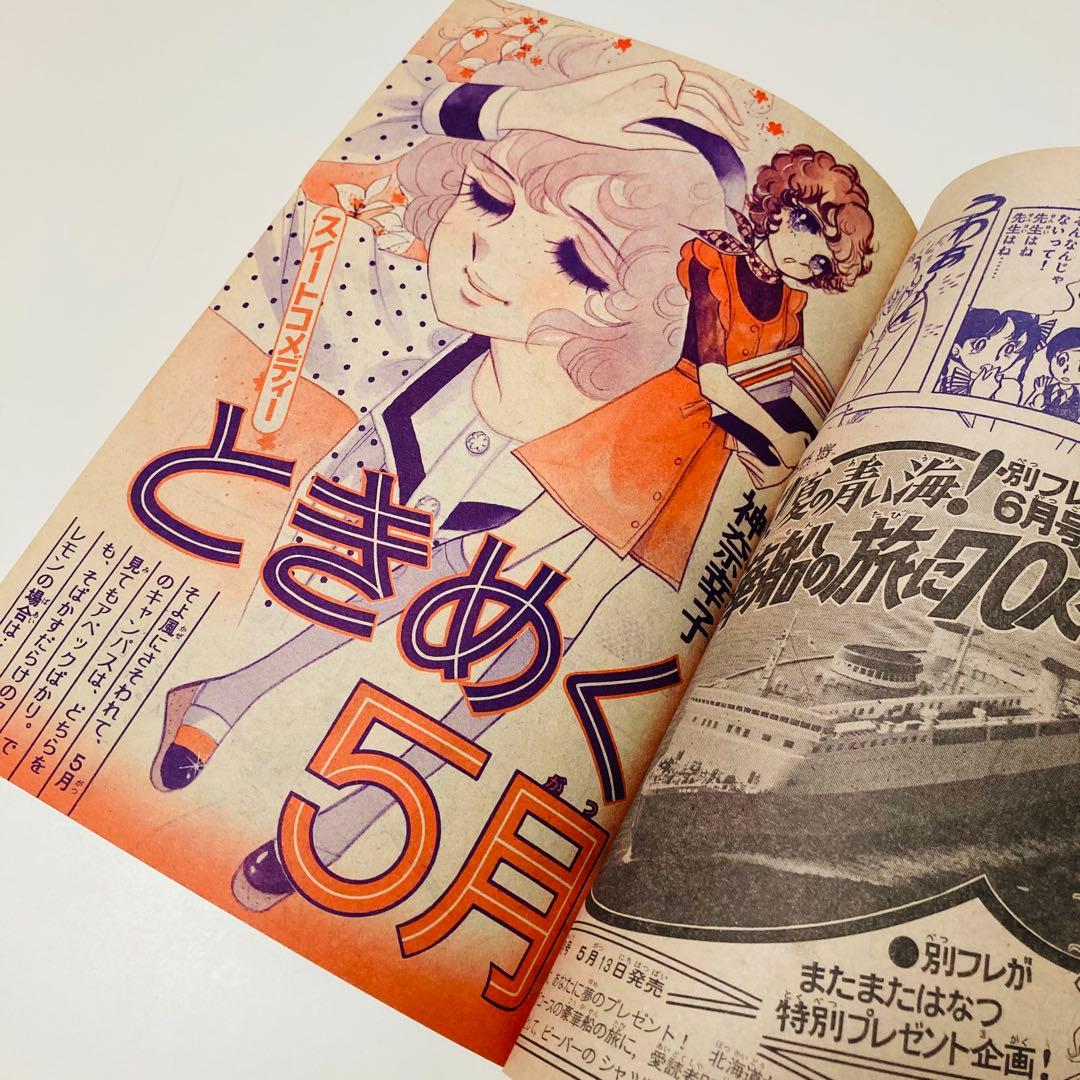 スイートコメディー
ときめく
5月
がつ
神奈幸子
そよ風にさそわれて、5月
のキャンパスは、どちらを
見てもアベックばかり。で
も、そばかすだらけの
レモンの場合は…
うわあ
ないって!
先生はね
先生はね……
の青い海!
別フレ
6月号
船の旅に70
●別フレが
またまたはなつ
特別プレゼント企画!
5月13日発売
あなたに夢のプレゼント! 北海道
ースの豪華船の旅に、愛読者
ビーバーの シャツ